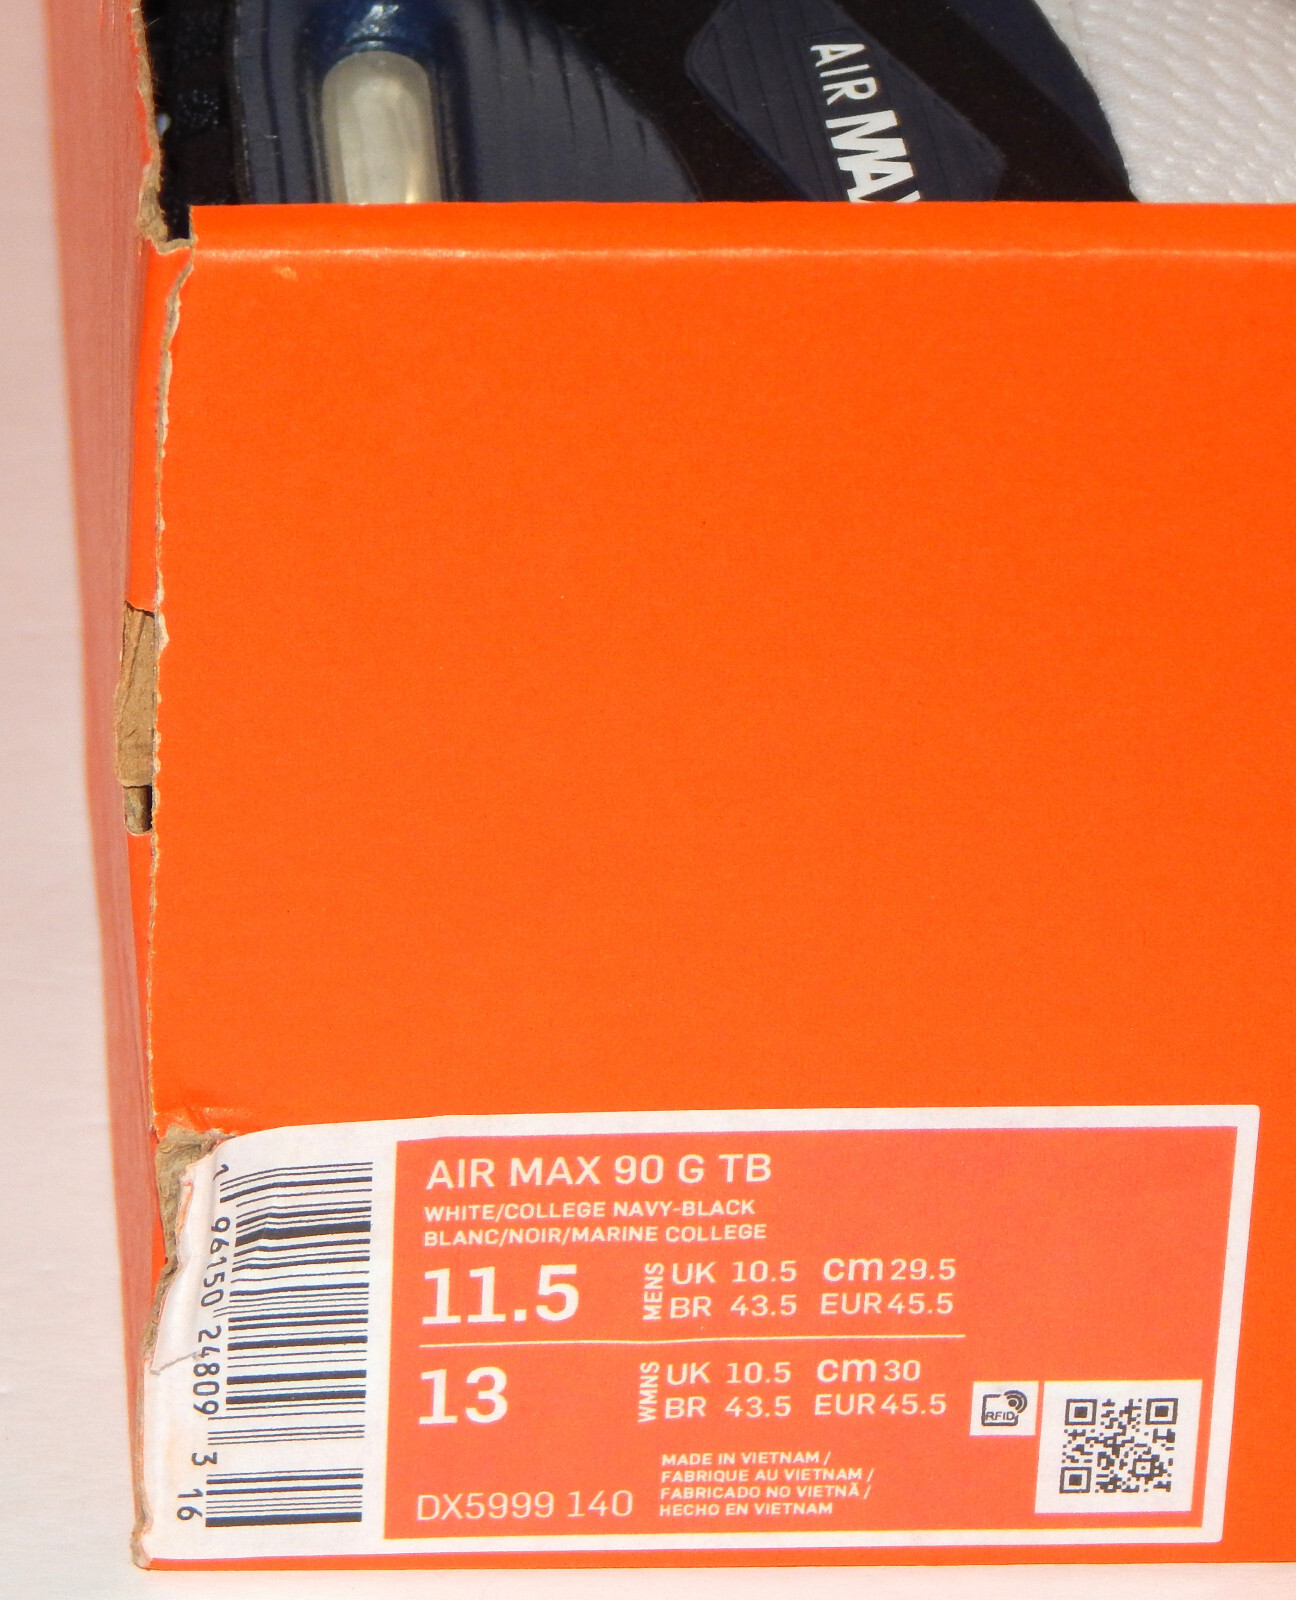 AIR MAX
AIR MAX 90 G TB
WHITE/COLLEGE NAVY-BLACK
BLANC/NOIR/MARINE COLLEGE
11.5 MENS UK 10.5 cm 29.5
BR 43.5 EUR 45.5
13 WMNS UK 10.5 cm 30
BR 43.5 EUR 45.5
RFID
MADE IN VIETNAM /
FABRIQUE AU VIETNAM /
FABRICADO NO VIETNÃ /
HECHO EN VIETNAM
DX5999 140
1 96150 24809 3 16